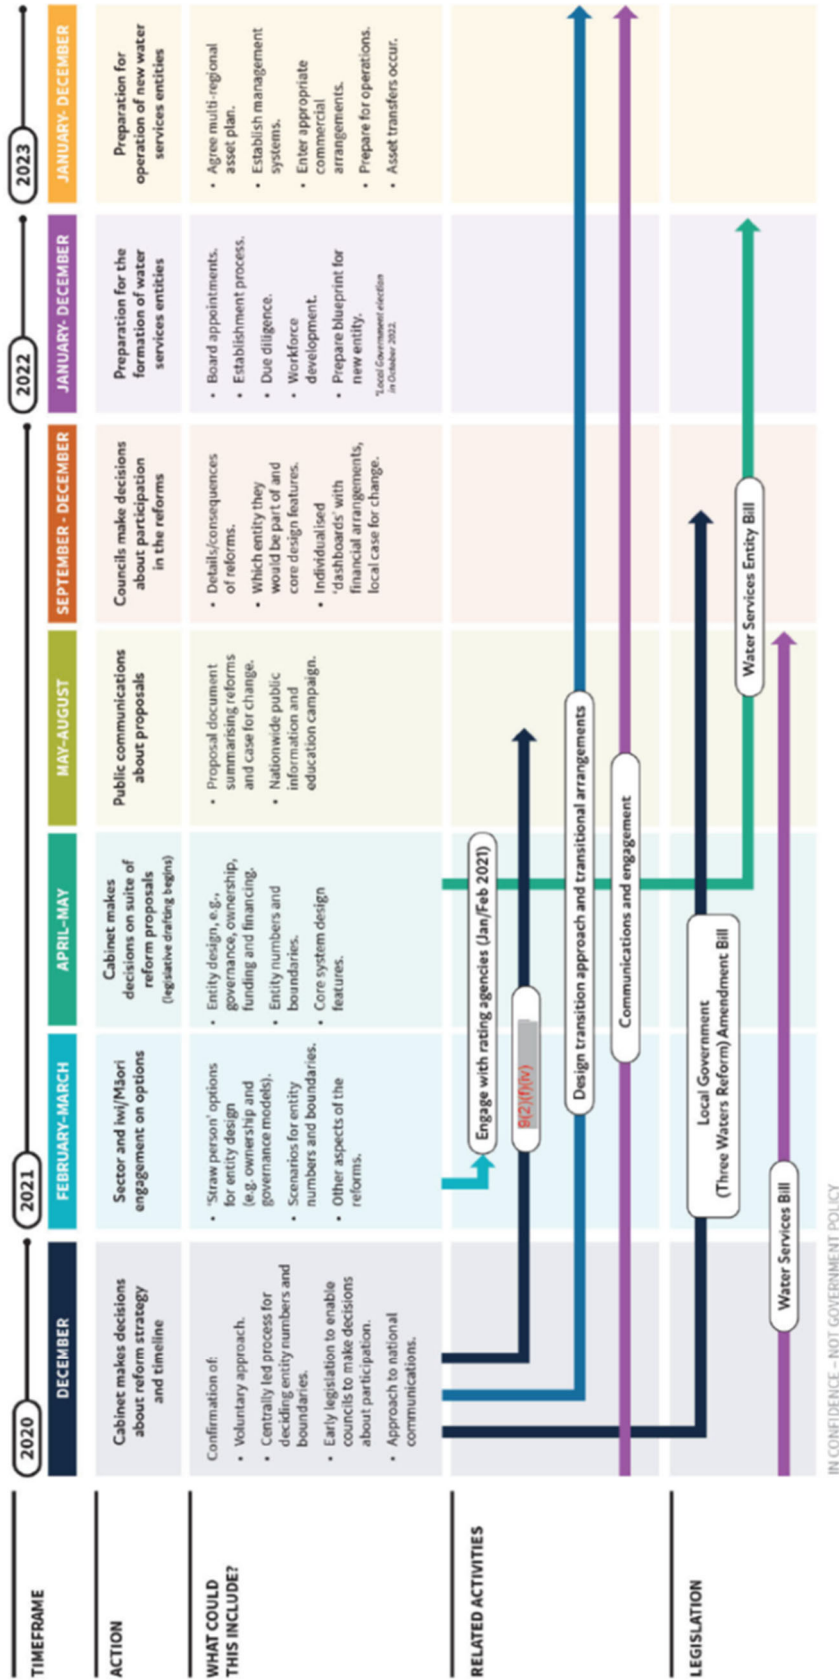 TIMEFRAME
2020
2021
2022
2023
DECEMBER
FEBRUARY–MARCH
APRIL–MAY
MAY–AUGUST
SEPTEMBER - DECEMBER
JANUARY- DECEMBER
JANUARY- DECEMBER
ACTION
Cabinet makes decisions
about reform strategy
and timeline
Sector and iwi/Māori
engagement on options
Cabinet makes
decisions on suite of
reform proposals
(legislative drafting begins)
Public communications
about proposals
Councils make decisions
about participation
in the reforms
Preparation for the
formation of water
services entities
Preparation for
operation of new water
services entities
WHAT COULD
THIS INCLUDE?
Confirmation of:
• Voluntary approach.
• Centrally led process for
deciding entity numbers and
boundaries.
• Early legislation to enable
councils to make decisions
about participation.
• Approach to national
communications.
• 'Straw person' options
for entity design
(e.g. ownership and
governance models).
• Scenarios for entity
numbers and boundaries.
• Other aspects of the
reforms.
• Entity design, e.g.,
governance, ownership,
funding and financing.
• Entity numbers and
boundaries.
• Core system design
features.
• Proposal document
summarising reforms
and case for change.
• Nationwide public
information and
education campaign.
• Details/consequences
of reforms.
• Which entity they
would be part of and
core design features.
• Individualised
'dashboards' with
financial arrangements,
local case for change.
• Board appointments.
• Establishment process.
• Due diligence.
• Workforce
development.
• Prepare blueprint for
new entity.
*Local Government election
in October 2022.
• Agree multi-regional
asset plan.
• Establish management
systems.
• Enter appropriate
commercial
arrangements.
• Prepare for operations.
• Asset transfers occur.
RELATED ACTIVITIES
Engage with rating agencies (Jan/Feb 2021)
9(2)(f)(iv)
Design transition approach and transitional arrangements
Communications and engagement
LEGISLATION
Local Government
(Three Waters Reform) Amendment Bill
Water Services Entity Bill
Water Services Bill
IN CONFIDENCE – NOT GOVERNMENT POLICY